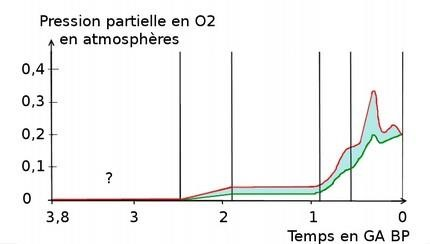 Pression partielle en O2
en atmosphères
0,4
0,3
0,2
0,1
?
0
3,8 3 2 1 0
Temps en GA BP